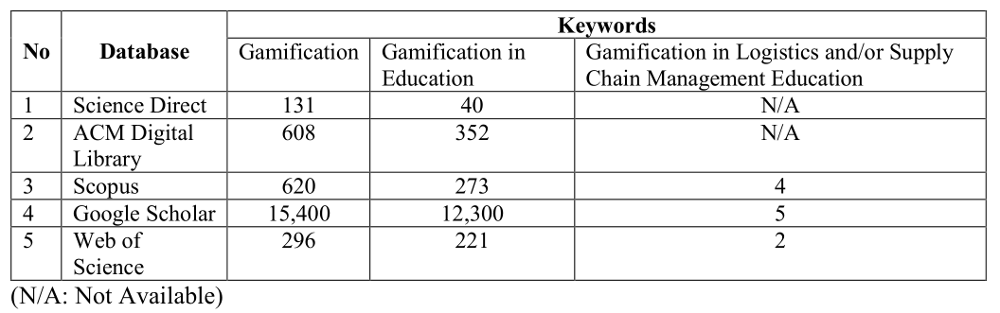 No Database Keywords
Gamification Gamification in Education Gamification in Logistics and/or Supply Chain Management Education
1 Science Direct 131 40 N/A
2 ACM Digital Library 608 352 N/A
3 Scopus 620 273 4
4 Google Scholar 15,400 12,300 5
5 Web of Science 296 221 2
(N/A: Not Available)